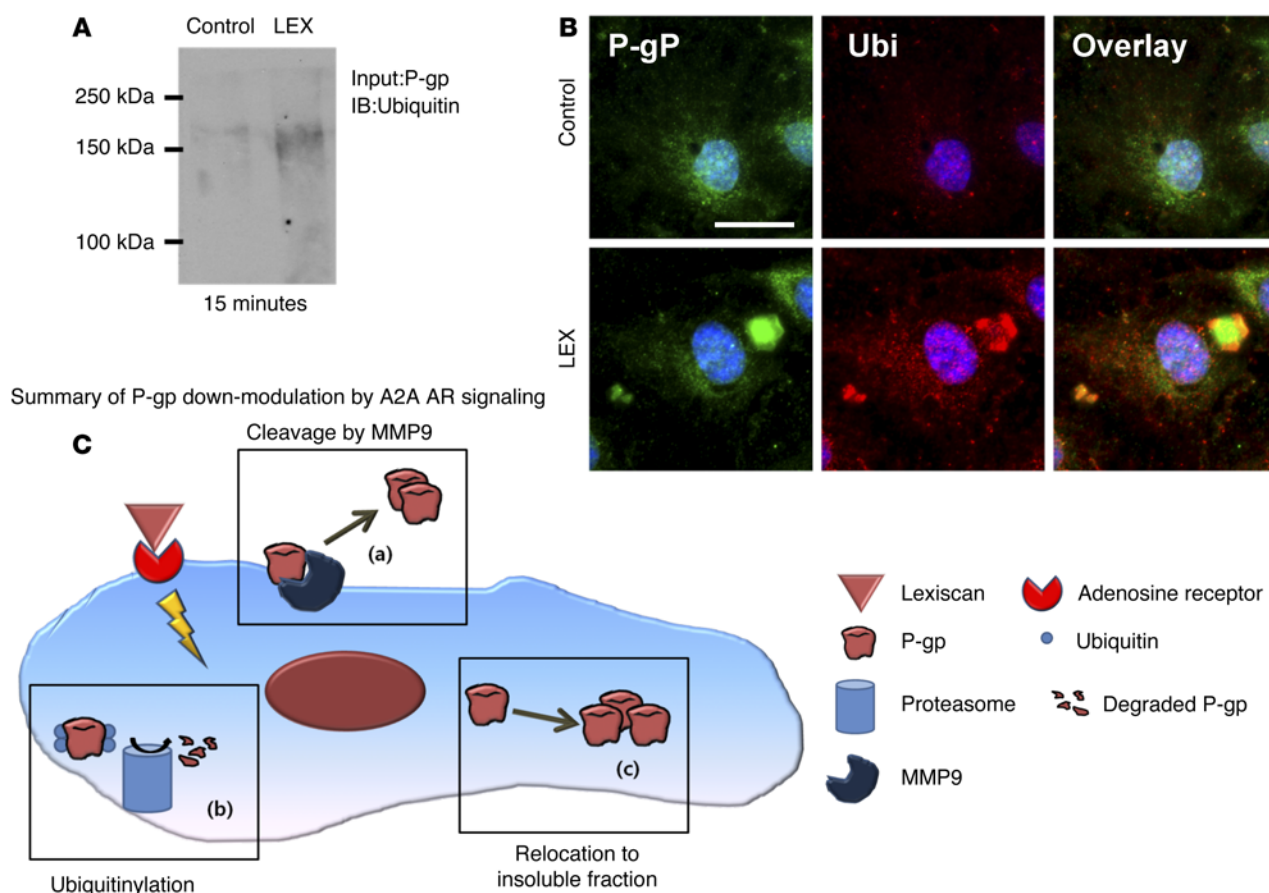 A
Control LEX
250 kDa
150 kDa
100 kDa
Input:P-gp
IB:Ubiquitin
15 minutes
B
P-gP Ubi Overlay
Control
LEX
Summary of P-gp down-modulation by A2A AR signaling
C
Cleavage by MMP9
(a)
(b)
Ubiquitinylation
(c)
Relocation to
insoluble fraction
Lexiscan
Adenosine receptor
P-gp
Ubiquitin
Proteasome
Degraded P-gp
MMP9